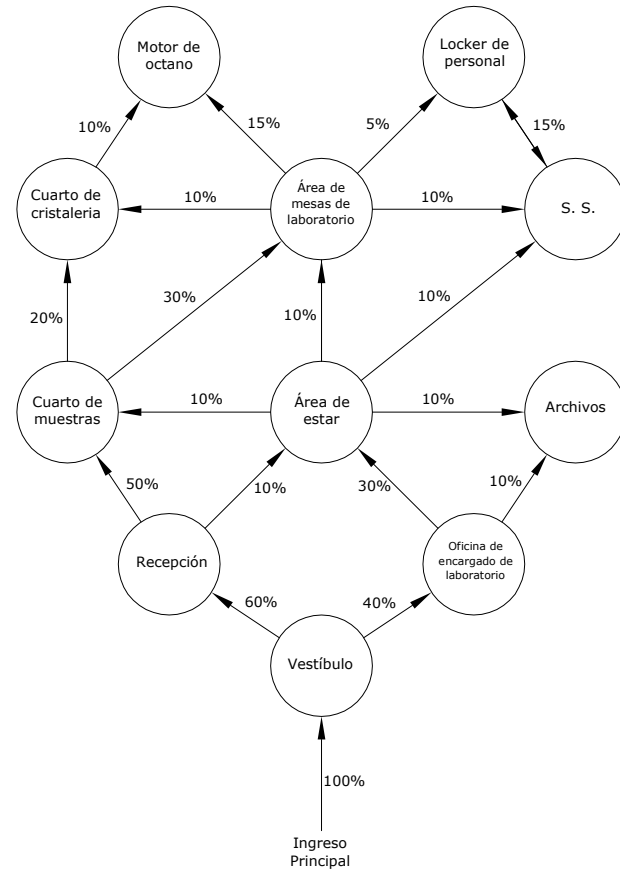 Motor de
octano
Locker de
personal
10%
15%
5%
15%
Cuarto de
cristaleria
10%
Área de
mesas de
laboratorio
10%
S. S.
20%
30%
10%
10%
Cuarto de
muestras
10%
Área de
estar
10%
Archivos
50%
10%
30%
10%
Recepción
Oficina de
encargado de
laboratorio
60%
40%
Vestíbulo
100%
Ingreso
Principal